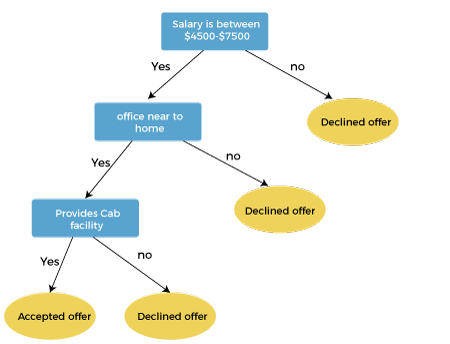 Salary is between
$4500-$7500
Yes
no
office near to
home
Declined offer
Yes
no
Provides Cab
facility
Declined offer
Yes
no
Accepted offer
Declined offer